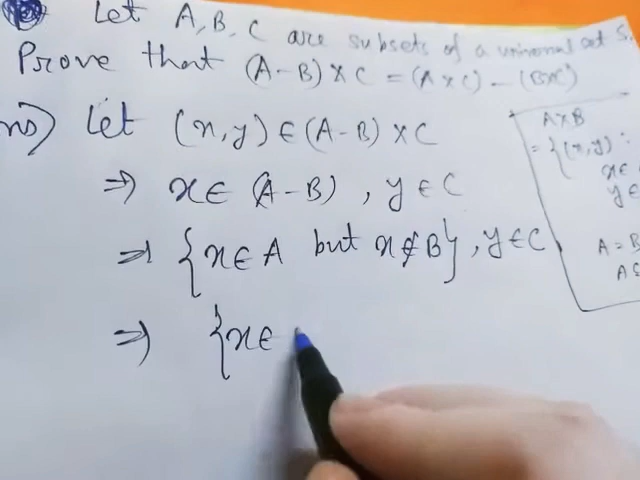 Let A, B, C are subsets of a universal set S.
Prove that (A-B)×C = (A×C) - (B×C)
ns) Let (x,y) ∈ (A-B)×C
⇒ x ∈ (A-B), y ∈ C
⇒ {x ∈ A but x ∉ B}, y ∈ C
⇒ {x ∈
A×B
= {(x,y) :
x ∈
y ∈
A = B
A ⊆